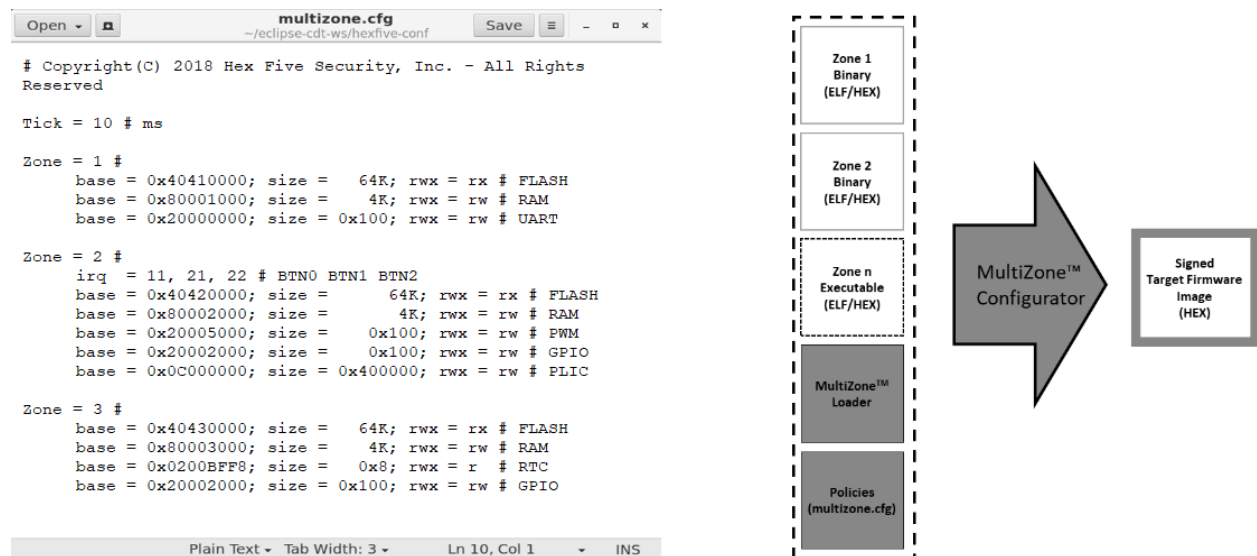 Open
multizone.cfg
~/eclipse-cdt-ws/hexfive-conf
Save
# Copyright(C) 2018 Hex Five Security, Inc. - All Rights
Reserved
Tick = 10 # ms
Zone = 1 #
base = 0x40410000; size =   64K; rwx = rx # FLASH
base = 0x80001000; size =    4K; rwx = rw # RAM
base = 0x20000000; size = 0x100; rwx = rw # UART
Zone = 2 #
irq  = 11, 21, 22 # BTN0 BTN1 BTN2
base = 0x40420000; size =      64K; rwx = rx # FLASH
base = 0x80002000; size =       4K; rwx = rw # RAM
base = 0x20005000; size =    0x100; rwx = rw # PWM
base = 0x20002000; size =    0x100; rwx = rw # GPIO
base = 0x0C000000; size = 0x400000; rwx = rw # PLIC
Zone = 3 #
base = 0x40430000; size =   64K; rwx = rx # FLASH
base = 0x80003000; size =    4K; rwx = rw # RAM
base = 0x0200BFF8; size =   0x8; rwx = r  # RTC
base = 0x20002000; size = 0x100; rwx = rw # GPIO
Plain Text
Tab Width: 3
Ln 10, Col 1
INS
Zone 1
Binary
(ELF/HEX)
Zone 2
Binary
(ELF/HEX)
Zone n
Executable
(ELF/HEX)
MultiZone™
Loader
Policies
(multizone.cfg)
MultiZone™
Configurator
Signed
Target Firmware
Image
(HEX)